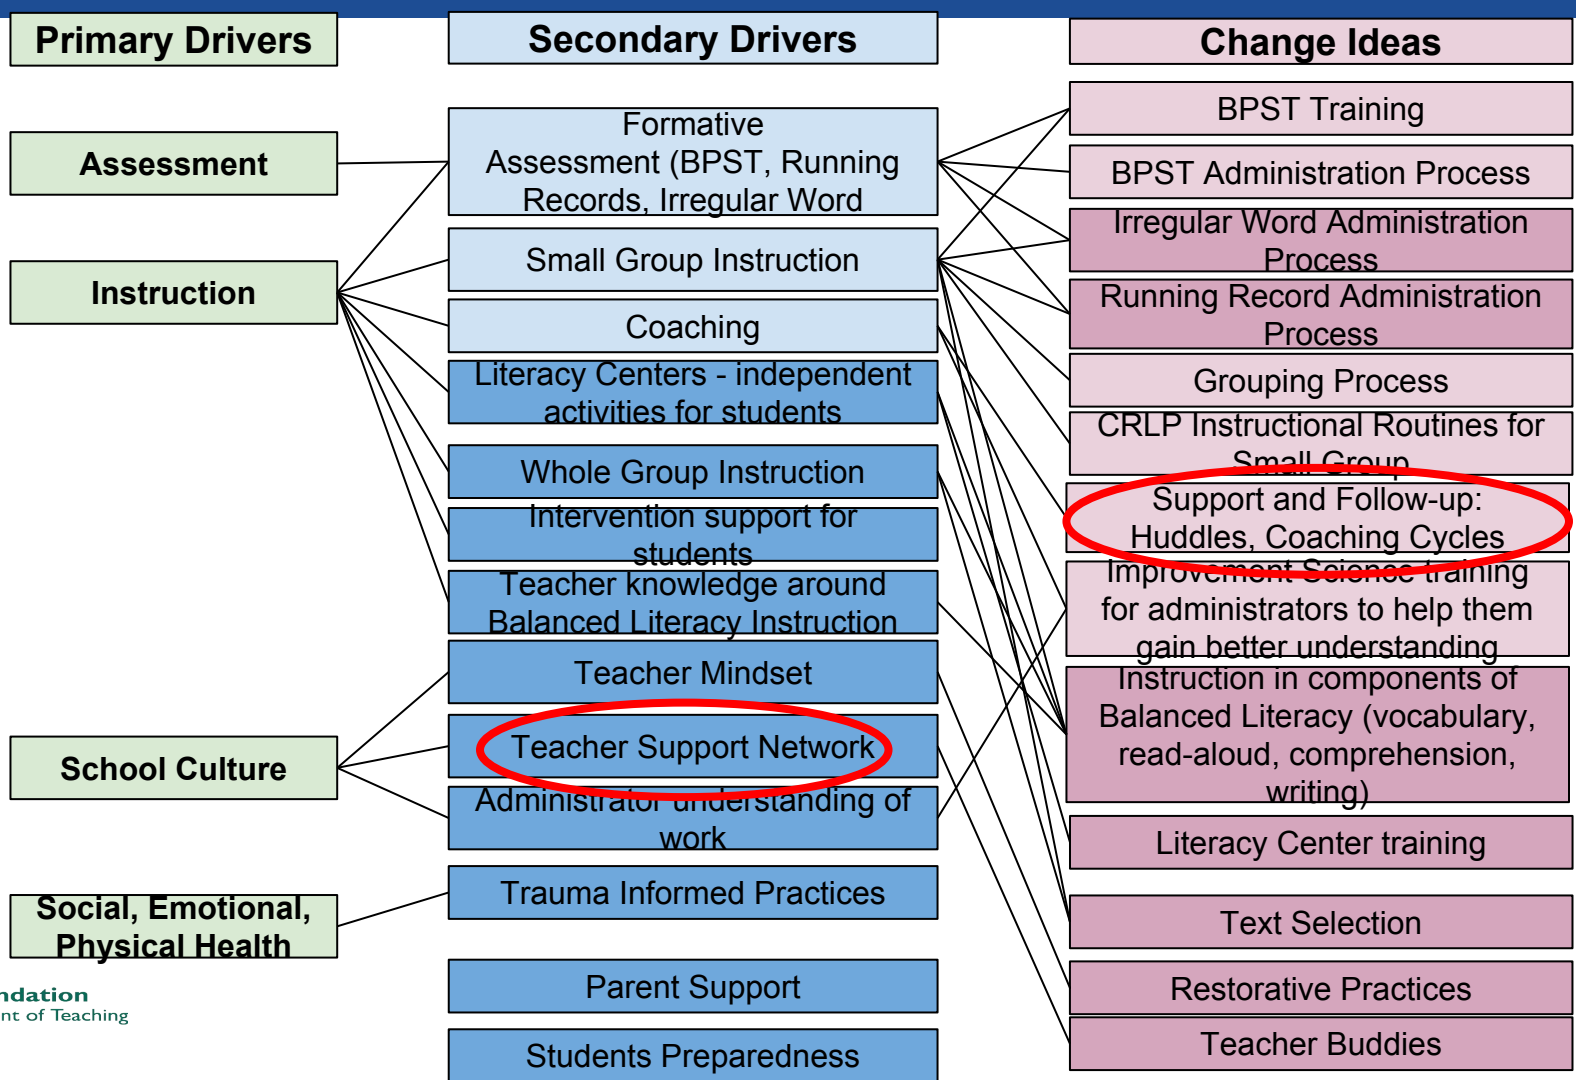 Primary Drivers
Assessment
Instruction
School Culture
Social, Emotional,
Physical Health
Secondary Drivers
Formative
Assessment (BPST, Running
Records, Irregular Word
Small Group Instruction
Coaching
Literacy Centers - independent
activities for students
Whole Group Instruction
Intervention support for
students
Teacher knowledge around
Balanced Literacy Instruction
Teacher Mindset
Teacher Support Network
Administrator understanding of
work
Trauma Informed Practices
Parent Support
Students Preparedness
Change Ideas
BPST Training
BPST Administration Process
Irregular Word Administration
Process
Running Record Administration
Process
Grouping Process
CRLP Instructional Routines for
Small Group
Support and Follow-up:
Huddles, Coaching Cycles
Improvement Science training
for administrators to help them
gain better understanding
Instruction in components of
Balanced Literacy (vocabulary,
read-aloud, comprehension,
writing)
Literacy Center training
Text Selection
Restorative Practices
Teacher Buddies
ndation
nt of Teaching